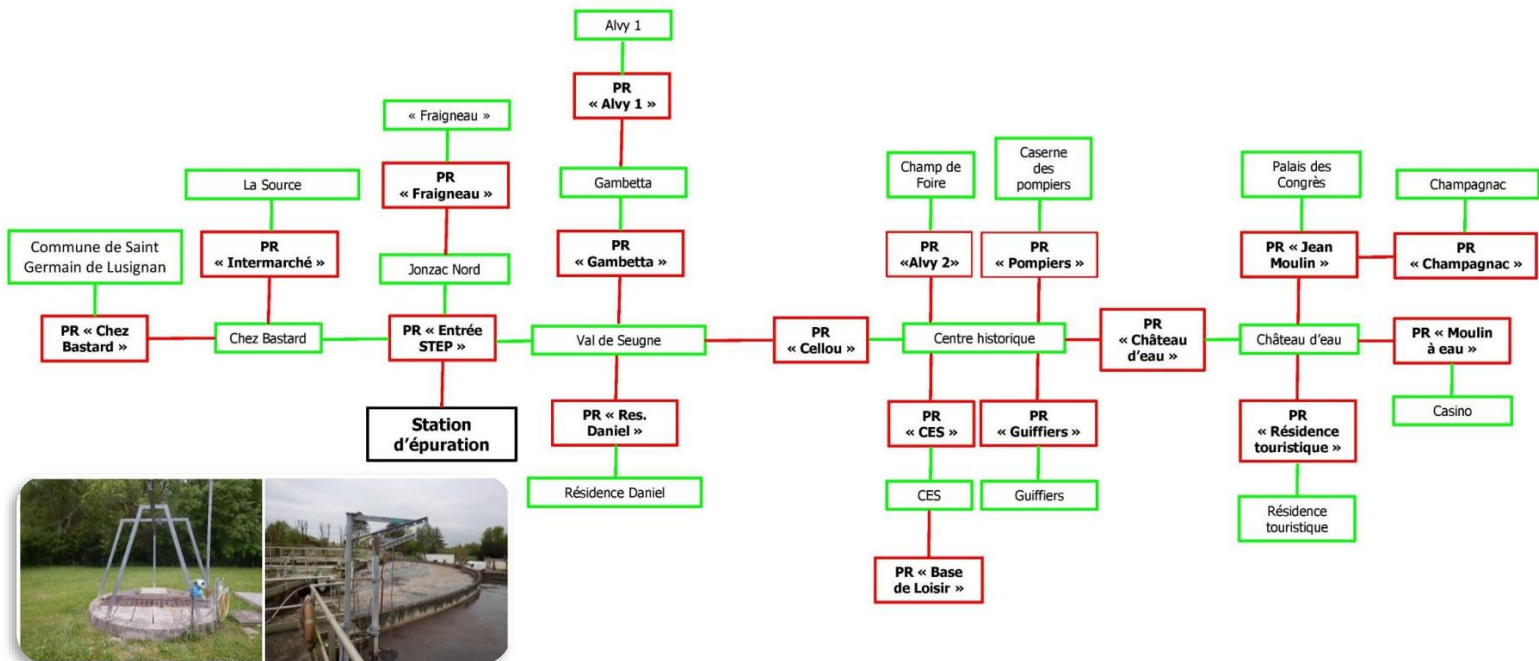 Alvy 1
PR
« Alvy 1 »
« Fraigneau »
PR
« Fraigneau »
La Source
Gambetta
Champ de
Foire
Caserne
des
pompiers
Palais des
Congrès
Champagnac
Commune de Saint
Germain de Lusignan
PR
« Intermarché »
Jonzac Nord
PR
« Gambetta »
PR
«Alvy 2»
PR
« Pompiers »
PR « Jean
Moulin »
PR
« Champagnac »
PR « Chez
Bastard »
Chez Bastard
PR « Entrée
STEP »
Val de Seugne
PR
« Cellou »
Centre historique
PR
« Château
d'eau »
Château d'eau
PR « Moulin
à eau »
Station
d'épuration
PR « Res.
Daniel »
PR
« CES »
PR
« Guiffiers »
PR
« Résidence
touristique »
Casino
Résidence Daniel
CES
Guiffiers
Résidence
touristique
PR « Base
de Loisir »